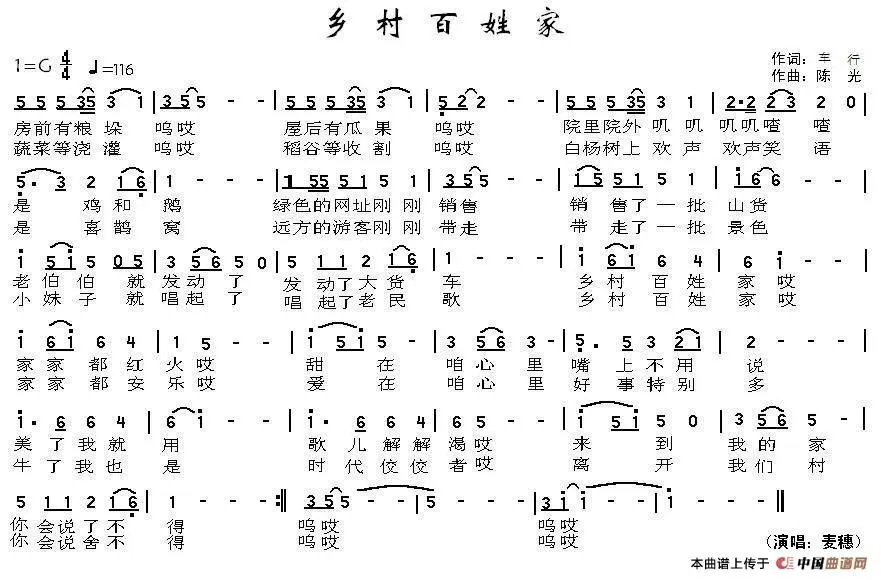 乡村百姓家
1=G 4/4 ♩=116
作词：车行
作曲：陈光
5 5 5 35 3 1 | 3 5 5 - - | 5 5 5 35 3 1 | 5 2 2 - - | 5 5 5 35 3 1 | 2·2 2 3 2 0 |
房前有粮垛 呜哎 屋后有瓜果 呜哎 院里院外叽叽叽叽喳喳
蔬菜等浇灌 呜哎 稻谷等收割 呜哎 白杨树上欢声欢声笑语
5· 3 2 1 6 | 1 - - | 1 55 5 5 1 3 1 | 3 5 5 - - | 1 5 5 5 1 5 | 1 6 6 - - |
是鸡和鹅 绿色的网址刚刚销售 销售了一批山货
是喜鹊窝 远方的游客刚刚带走 带走了一批景色
1 5 1 5 0 5 | 3 5 6 5 0 | 5 1 1 2 1 6 | 1 - - - | 1 6 1 6 4 | 6 1 - - |
老伯伯就发动了发动了大货车 乡村百姓家哎
小妹子就唱起了唱起了老民歌 乡村百姓家哎
1 6 1 6 4 | 1 5 - - | 1 5 1 - | 3 5 6 3 - | 5· 5 3 2 1 | 5 - - - |
家家都红火哎 甜在咱心里嘴上不用说
家家都安乐哎 爱在咱心里好事特别多
1· 6 6 4 | 6 1 - - | 1· 6 6 4 | 6 5 - - | 1 5 1 5 0 | 3 5 6 5 - |
美了我就用 歌儿解解渴哎 来到我的家
牛了我也是 时代佼佼者哎 离开我们村
5 1 1 2 1 6 | 1 - - - :‖ 3 5 5 - - | 5 - - - | 3 1 1 - - | 1 - - - ‖
你会说了不得 呜哎 呜哎
你会说舍不得 呜哎 呜哎
（演唱：麦穗）
本曲谱上传于 中国曲谱网